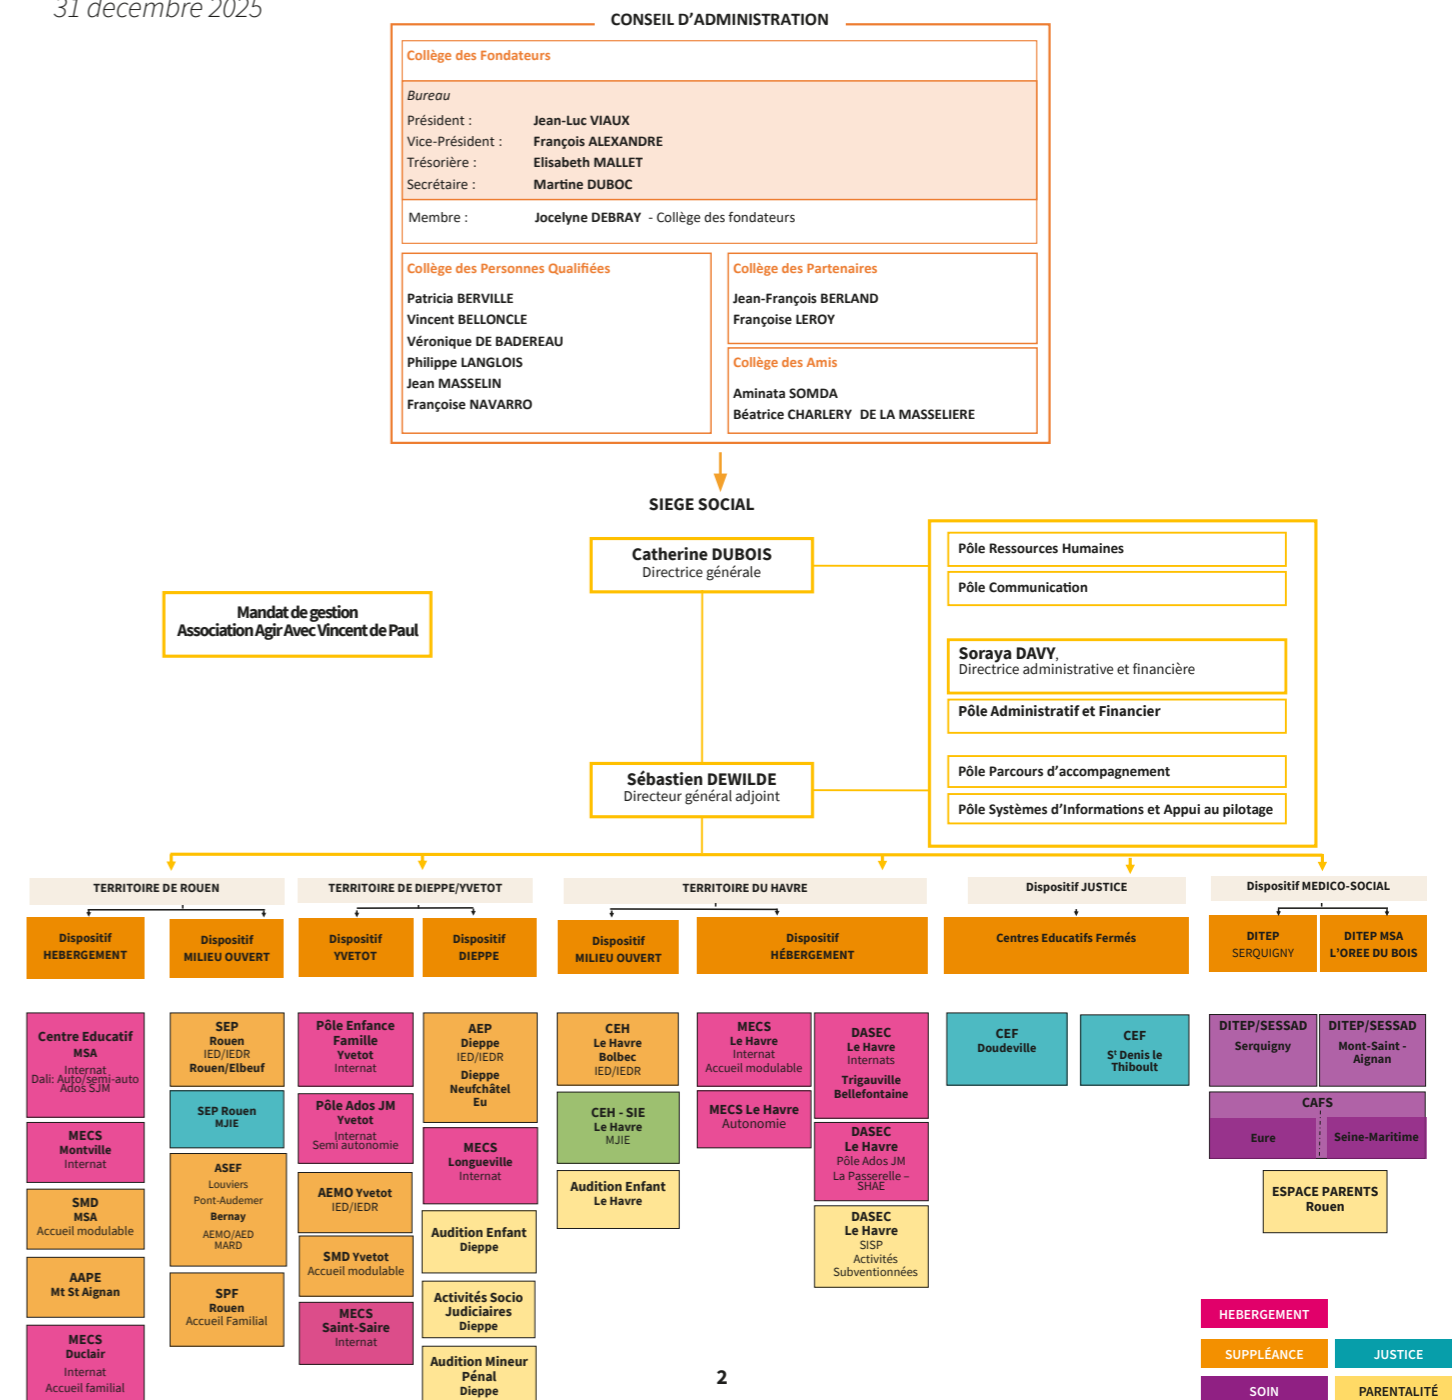 31 décembre 2025
CONSEIL D’ADMINISTRATION
Collège des Fondateurs
Bureau
Président : Jean-Luc VIAUX
Vice-Président : François ALEXANDRE
Trésorière : Elisabeth MALLET
Secrétaire : Martine DUBOC
Membre : Jocelyne DEBRAY - Collège des fondateurs
Collège des Personnes Qualifiées
Patricia BERVILLE
Vincent BELLONCLE
Véronique DE BADEREAU
Philippe LANGLOIS
Jean MASSELIN
Françoise NAVARRO
Collège des Partenaires
Jean-François BERLAND
Françoise LEROY
Collège des Amis
Aminata SOMDA
Béatrice CHARLERY DE LA MASSELIERE
SIEGE SOCIAL
Catherine DUBOIS
Directrice générale
Pôle Ressources Humaines
Pôle Communication
Mandat de gestion
Association Agir Avec Vincent de Paul
Soraya DAVY,
Directrice administrative et financière
Pôle Administratif et Financier
Sébastien DEWILDE
Directeur général adjoint
Pôle Parcours d’accompagnement
Pôle Systèmes d’Informations et Appui au pilotage
TERRITOIRE DE ROUEN
Dispositif
HEBERGEMENT
Dispositif
MILIEU OUVERT
Centre Educatif
MSA
Internat
Dali: Auto/semi-auto
Ados SJM
MECS
Montville
Internat
SMD
MSA
Accueil modulable
AAPE
Mt St Aignan
MECS
Duclair
Internat
Accueil familial
SEP
Rouen
IED/IEDR
Rouen/Elbeuf
SEP Rouen
MJIE
ASEF
Louviers
Pont-Audemer
Bernay
AEMO/AED
MARD
SPF
Rouen
Accueil Familial
TERRITOIRE DE DIEPPE/YVETOT
Dispositif
YVETOT
Dispositif
DIEPPE
Pôle Enfance
Famille
Yvetot
Internat
Pôle Ados JM
Yvetot
Internat
Semi autonomie
AEMO Yvetot
IED/IEDR
SMD Yvetot
Accueil modulable
MECS
Saint-Saire
Internat
AEP
Dieppe
IED/IEDR
Dieppe
Neufchâtel
Eu
MECS
Longueville
Internat
Audition Enfant
Dieppe
Activités Socio
Judiciaires
Dieppe
Audition Mineur
Pénal
Dieppe
TERRITOIRE DU HAVRE
Dispositif
MILIEU OUVERT
Dispositif
HÉBERGEMENT
CEH
Le Havre
Bolbec
IED/IEDR
CEH - SIE
Le Havre
MJIE
Audition Enfant
Le Havre
MECS
Le Havre
Internat
Accueil modulable
MECS Le Havre
Autonomie
DASEC
Le Havre
Internats
Trigauville
Bellefontaine
DASEC
Le Havre
Pôle Ados JM
La Passerelle –
SHAE
DASEC
Le Havre
SISP
Activités
Subventionnées
Dispositif JUSTICE
Centres Educatifs Fermés
CEF
Doudeville
CEF
Sᵗ Denis le
Thiboult
Dispositif MEDICO-SOCIAL
DITEP
SERQUIGNY
DITEP MSA
L’OREE DU BOIS
DITEP/SESSAD
Serquigny
DITEP/SESSAD
Mont-Saint -
Aignan
CAFS
Eure
Seine-Maritime
ESPACE PARENTS
Rouen
HEBERGEMENT
SUPPLÉANCE
JUSTICE
SOIN
PARENTALITÉ
2